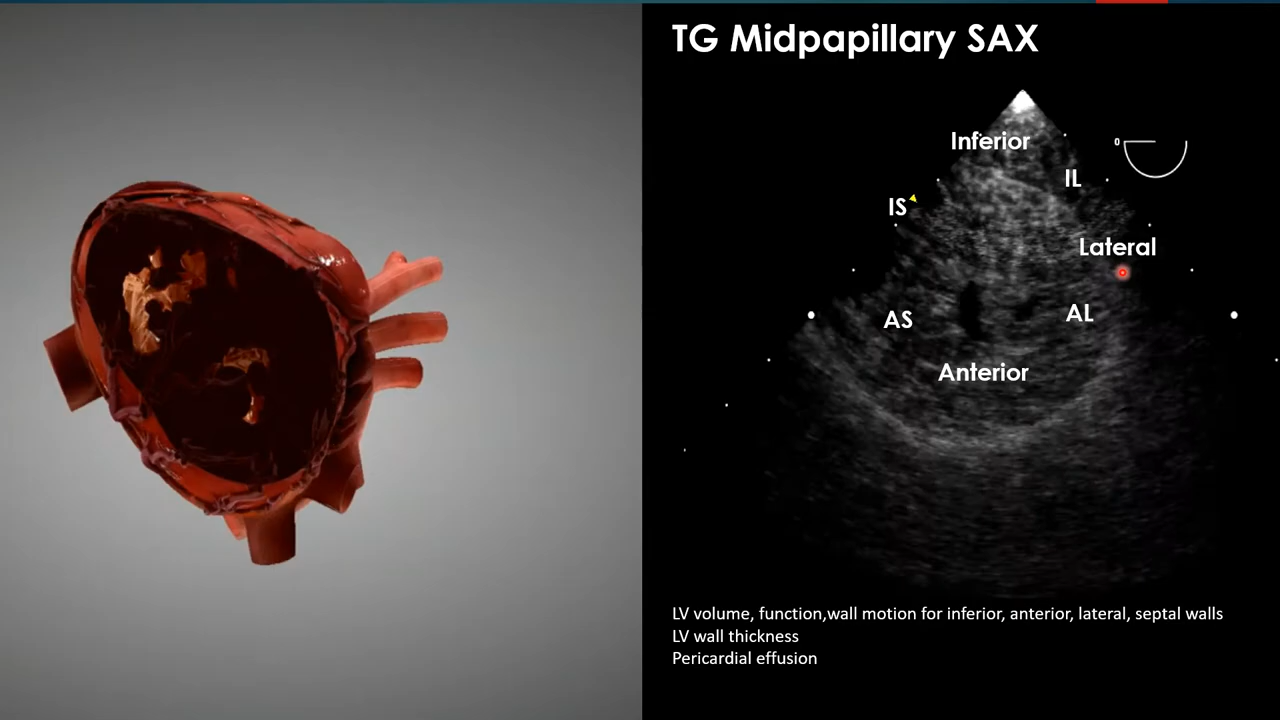 TG Midpapillary SAX
Inferior
0
IL
IS
Lateral
AS
AL
Anterior
LV volume, function,wall motion for inferior, anterior, lateral, septal walls
LV wall thickness
Pericardial effusion